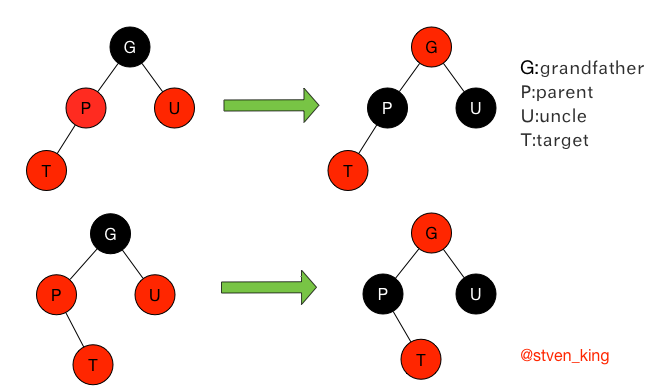 G
G
P
U
P
U
T
T
G:grandfather
P:parent
U:uncle
T:target
G
G
P
U
P
U
T
T
@stven_king